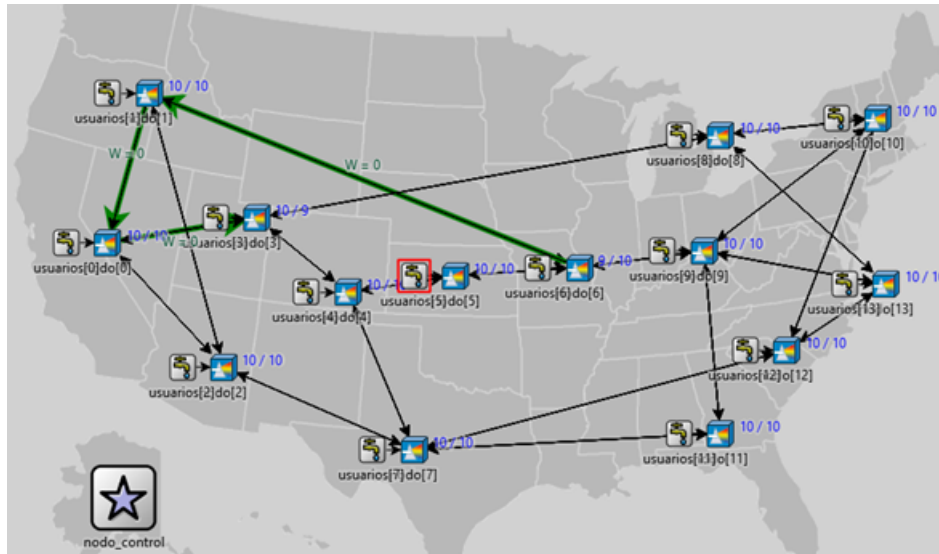 10 / 10
usuarios[1]do[1]
10 / 10
usuarios[10]o[10]
10 / 10
usuarios[8]do[8]
W = 0
W = 0
10 / 9
usuarios[3]do[3]
10 / 10
W = 0
usuarios[0]do[0]
10 / 10
usuarios[9]do[9]
9 / 10
usuarios[6]do[6]
10 / 10
usuarios[5]do[5]
10 / 10
usuarios[13]o[13]
usuarios[4]do[4]
10 / 10
usuarios[12]o[12]
10 / 10
usuarios[2]do[2]
10 / 10
usuarios[11]o[11]
10 / 10
usuarios[7]do[7]
nodo_control